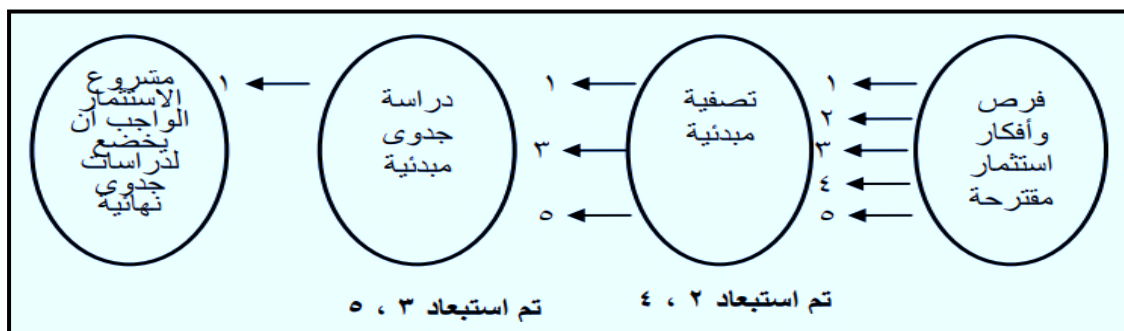 فرص
وأفكار
استثمار
مقترحة
١
٢
٣
٤
٥
تصفية
مبدئية
١
٣
٥
دراسة
جدوى
مبدئية
١
مشروع
الاستثمار
الواجب ان
يخضع
لدراسات
جدوى
نهائية
تم استبعاد ٢ ، ٤
تم استبعاد ٣ ، ٥